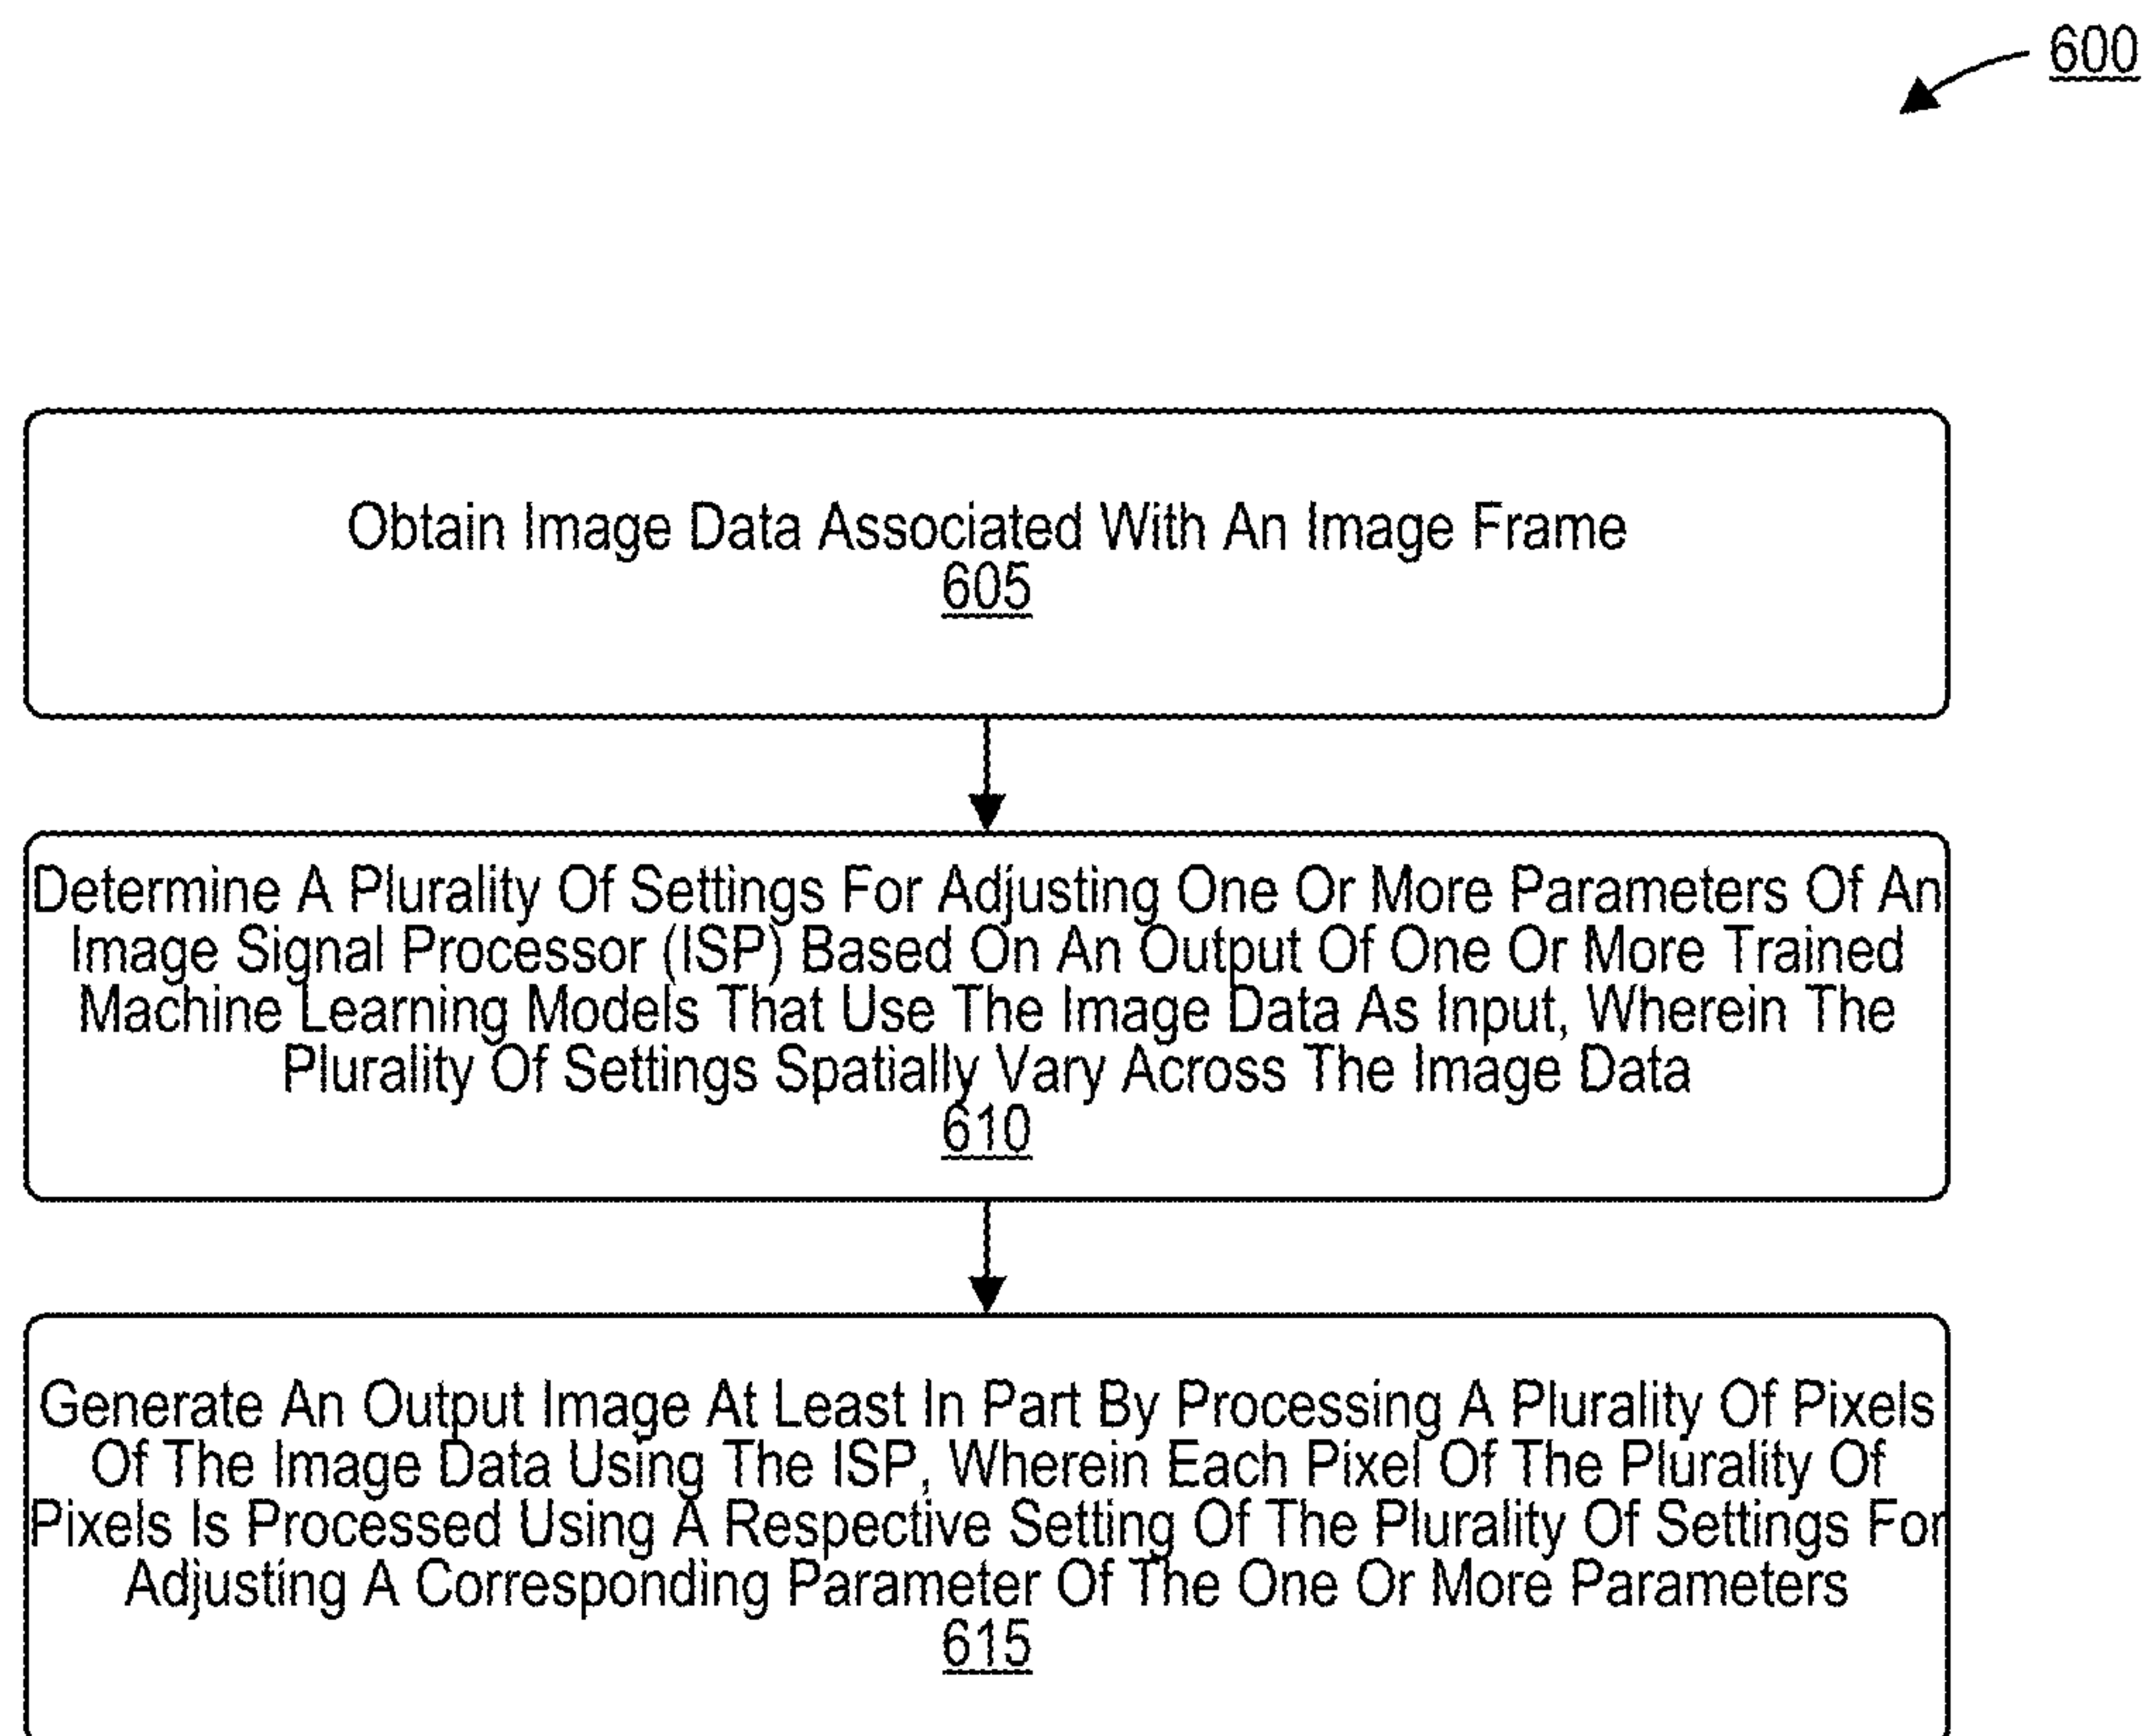 600
Obtain Image Data Associated With An Image Frame
605
Determine A Plurality Of Settings For Adjusting One Or More Parameters Of An
Image Signal Processor (ISP) Based On An Output Of One Or More Trained
Machine Learning Models That Use The Image Data As Input, Wherein The
Plurality Of Settings Spatially Vary Across The Image Data
610
Generate An Output Image At Least In Part By Processing A Plurality Of Pixels
Of The Image Data Using The ISP, Wherein Each Pixel Of The Plurality Of
Pixels Is Processed Using A Respective Setting Of The Plurality Of Settings For
Adjusting A Corresponding Parameter Of The One Or More Parameters
615